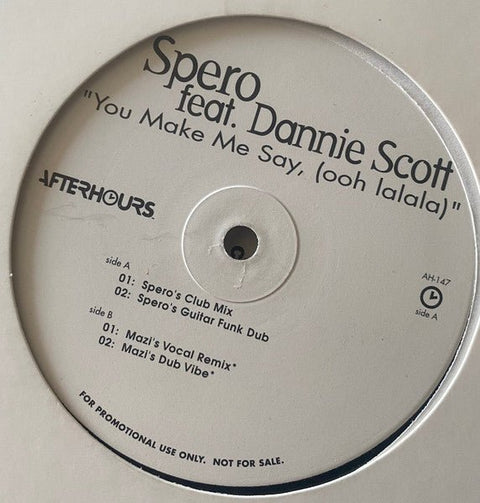 Spero
feat. Dannie Scott
"You Make Me Say, (ooh lalala)"
AFTERHOURS
side A
01: Spero's Club Mix
02: Spero's Guitar Funk Dub
side B
01: Mazi's Vocal Remix*
02: Mazi's Dub Vibe*
AH-147
side A
FOR PROMOTIONAL USE ONLY. NOT FOR SALE.